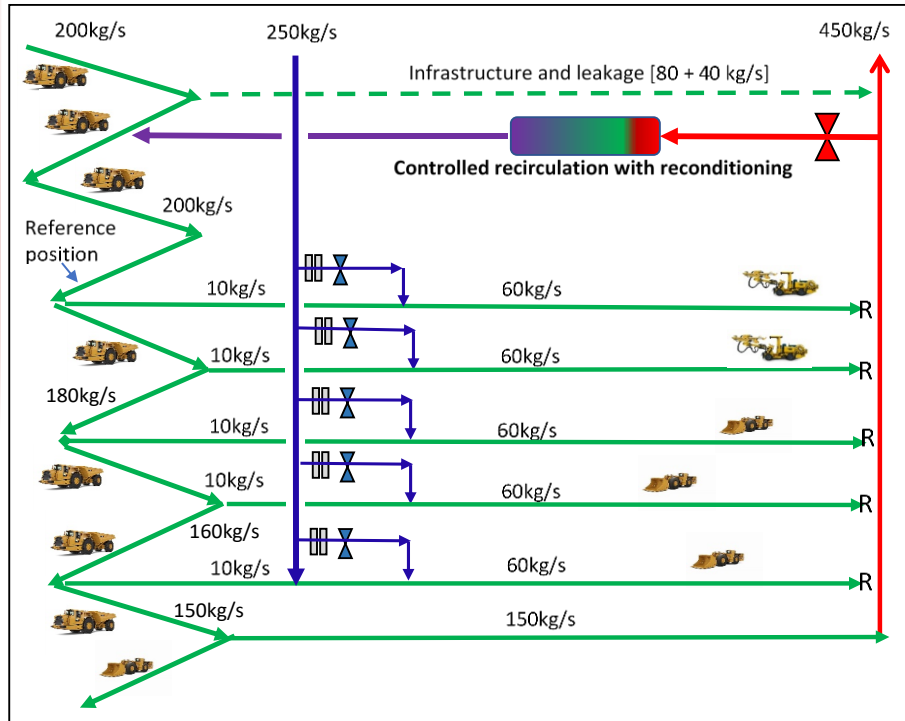 200kg/s
250kg/s
450kg/s
Infrastructure and leakage [80 + 40 kg/s]
Controlled recirculation with reconditioning
200kg/s
Reference
position
10kg/s
60kg/s
R
10kg/s
60kg/s
R
180kg/s
10kg/s
60kg/s
R
10kg/s
60kg/s
R
160kg/s
10kg/s
60kg/s
R
150kg/s
150kg/s